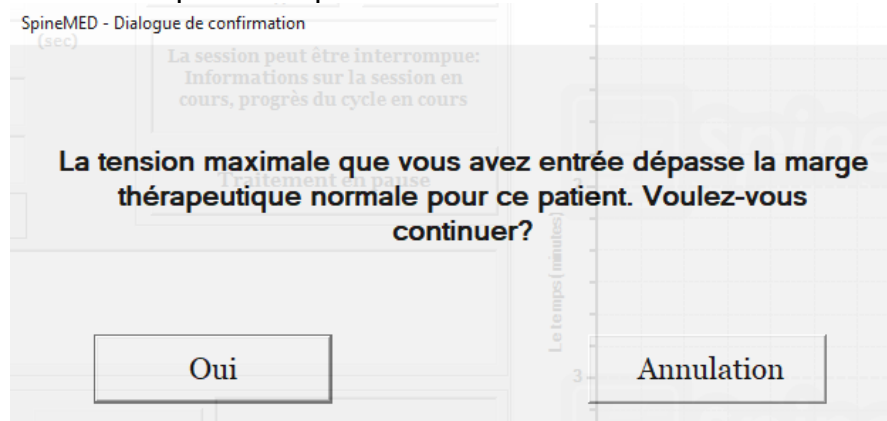 SpineMED - Dialogue de confirmation
(sec)
La session peut être interrompue:
Informations sur la session en
cours, progrès du cycle en cours
La tension maximale que vous avez entrée dépasse la marge
Traitement en pause
thérapeutique normale pour ce patient. Voulez-vous
continuer?
Le temps (minutes)
Oui
3
Annulation